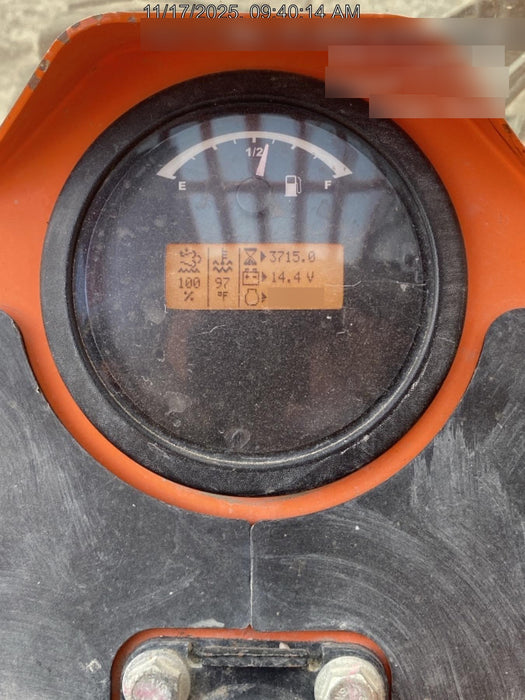 11/17/2025, 09:40:14 AM
1/2
E F
3715.0
100 97 14.4 V
% °F